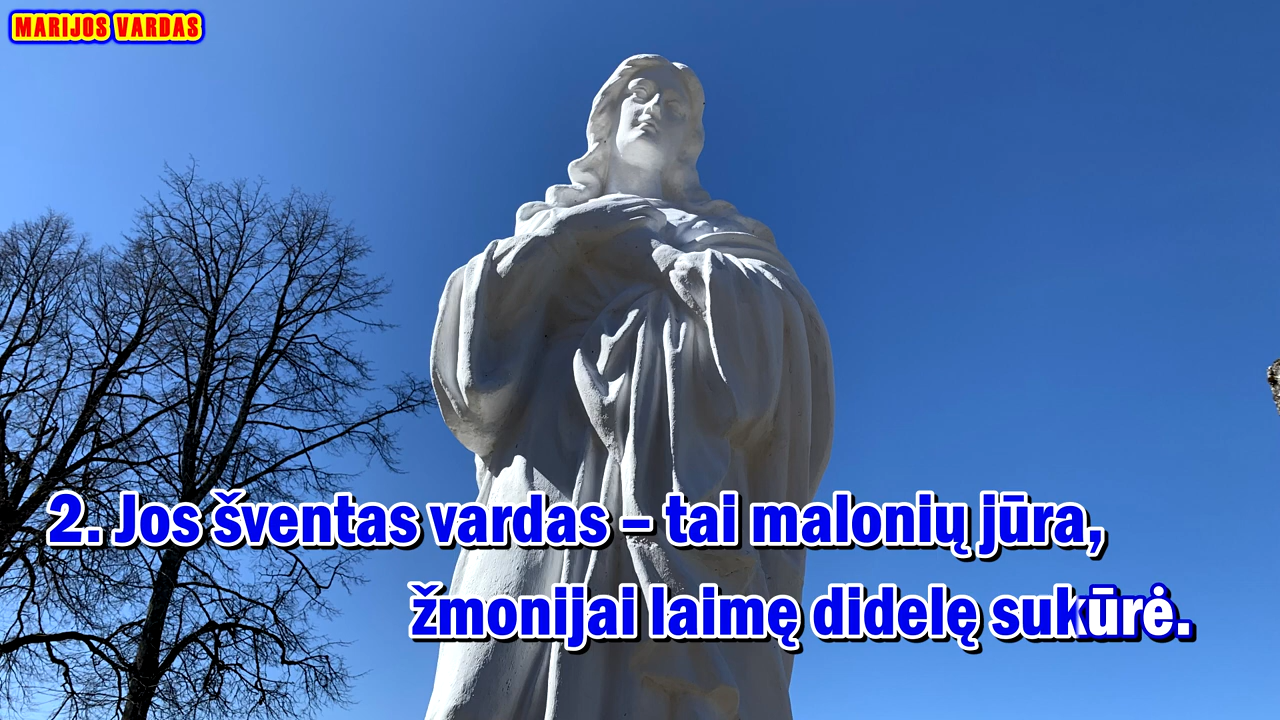 MARIJOS VARDAS
2. Jos šventas vardas – tai malonių jūra,
žmonijai laimę didelę sukūrė.